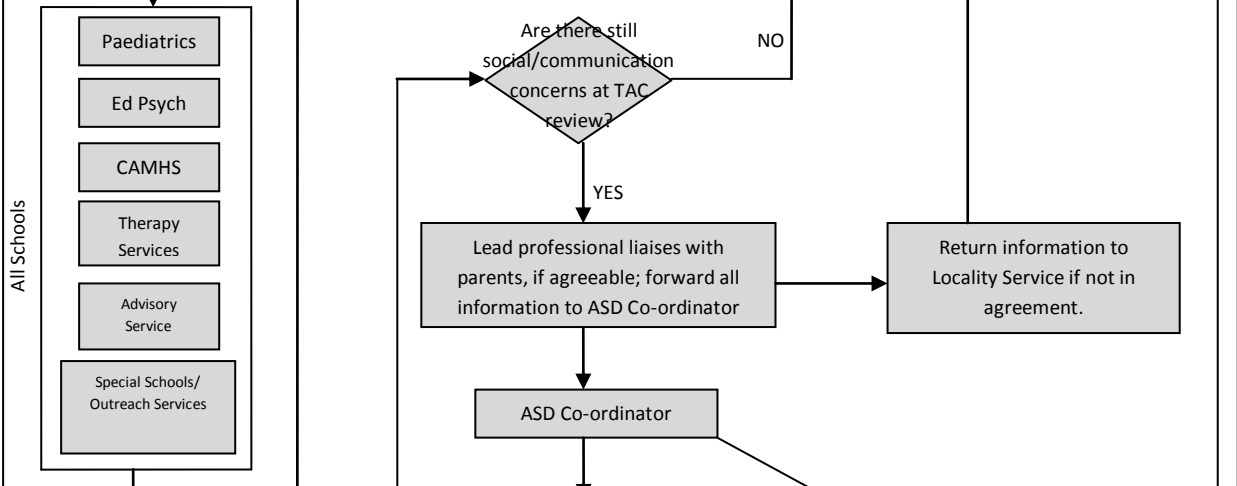 All Schools
Paediatrics
Ed Psych
CAMHS
Therapy
Services
Advisory
Service
Special Schools/
Outreach Services
Are there still
social/communication
concerns at TAC
review?
NO
YES
Lead professional liaises with
parents, if agreeable; forward all
information to ASD Co-ordinator
Return information to
Locality Service if not in
agreement.
ASD Co-ordinator